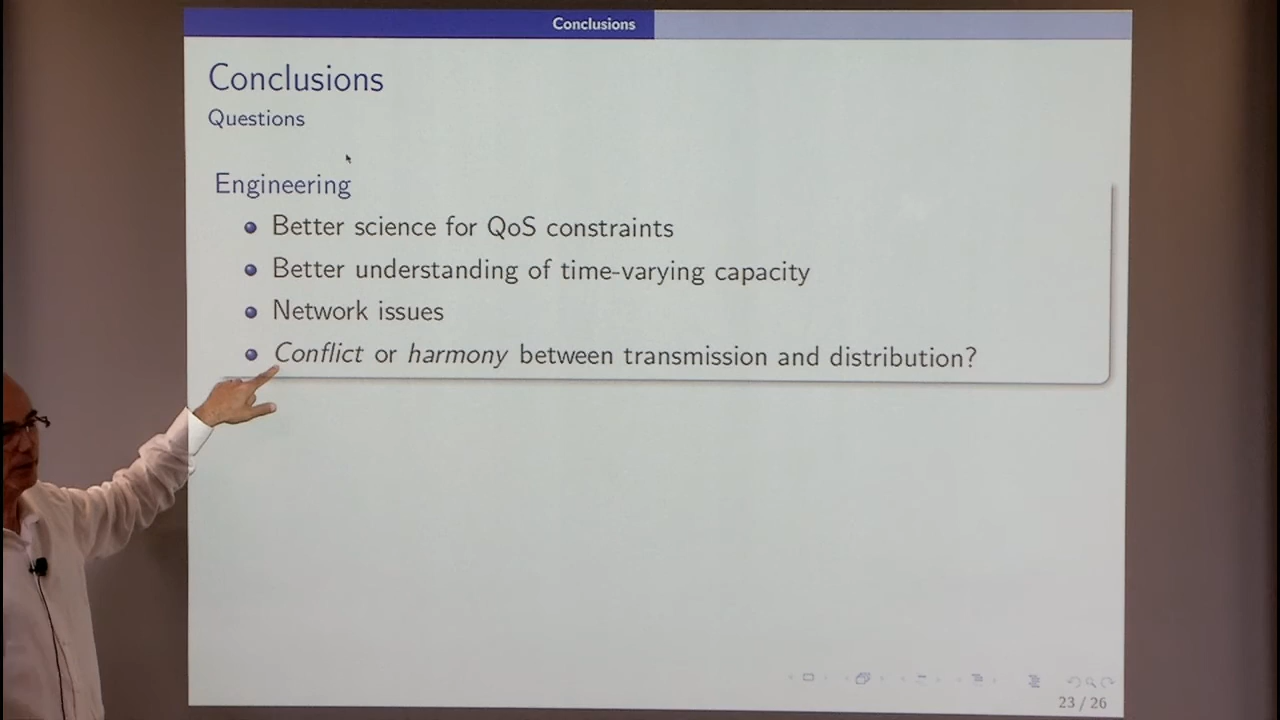 Conclusions
Conclusions
Questions
Engineering
Better science for QoS constraints
Better understanding of time-varying capacity
Network issues
Conflict or harmony between transmission and distribution?
23 / 26